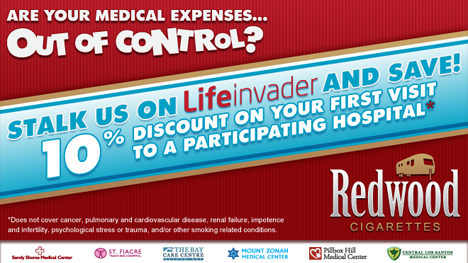 ARE YOUR MEDICAL EXPENSES...
OUT OF CONTROL?
STALK US ON Lifeinvader AND SAVE!
10% DISCOUNT ON YOUR FIRST VISIT
TO A PARTICIPATING HOSPITAL*
Redwood
CIGARETTES
*Does not cover cancer, pulmonary and cardiovascular disease, renal failure, impotence
and infertility. psychological stress or trauma, and/or other smoking related conditions.
Sandy Shores Medical Center
ST. FIACRE
THE BAY
CARE CENTRE
MOUNT ZONAH
MEDICAL CENTER
Pillbox Hill
Medical Center
CENTRAL LOS SANTOS
MEDICAL CENTER